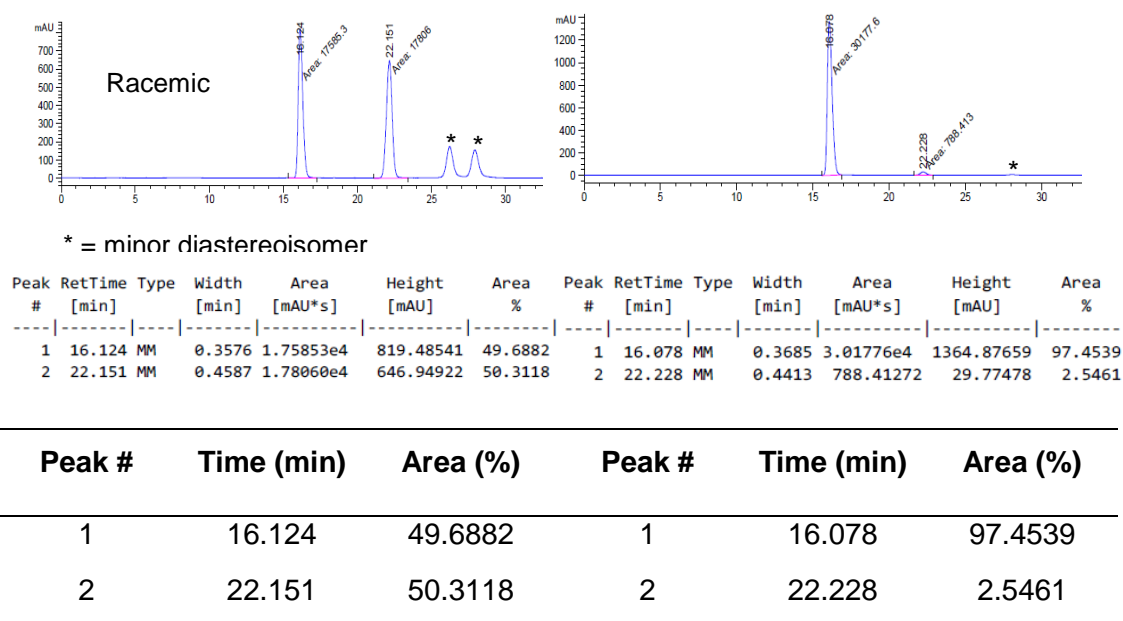 mAU
700
600
500
400
300
200
100
0
Racemic
16.124
Area: 17585.3
22.151
Area: 17806
* *
0 5 10 15 20 25 30
mAU
1200
1000
800
600
400
200
0
16.078
Area: 30177.6
22.228
Area: 788.413
*
0 5 10 15 20 25 30
* = minor diastereoisomer
Peak RetTime Type Width Area Height Area Peak RetTime Type Width Area Height Area
# [min] [min] [mAU*s] [mAU] % # [min] [min] [mAU*s] [mAU] %
----|-------|----|-------|----------|----------|--------| ----|-------|----|-------|----------|----------|--------
1 16.124 MM 0.3576 1.75853e4 819.48541 49.6882 1 16.078 MM 0.3685 3.01776e4 1364.87659 97.4539
2 22.151 MM 0.4587 1.78060e4 646.94922 50.3118 2 22.228 MM 0.4413 788.41272 29.77478 2.5461
Peak # Time (min) Area (%) Peak # Time (min) Area (%)
1 16.124 49.6882 1 16.078 97.4539
2 22.151 50.3118 2 22.228 2.5461